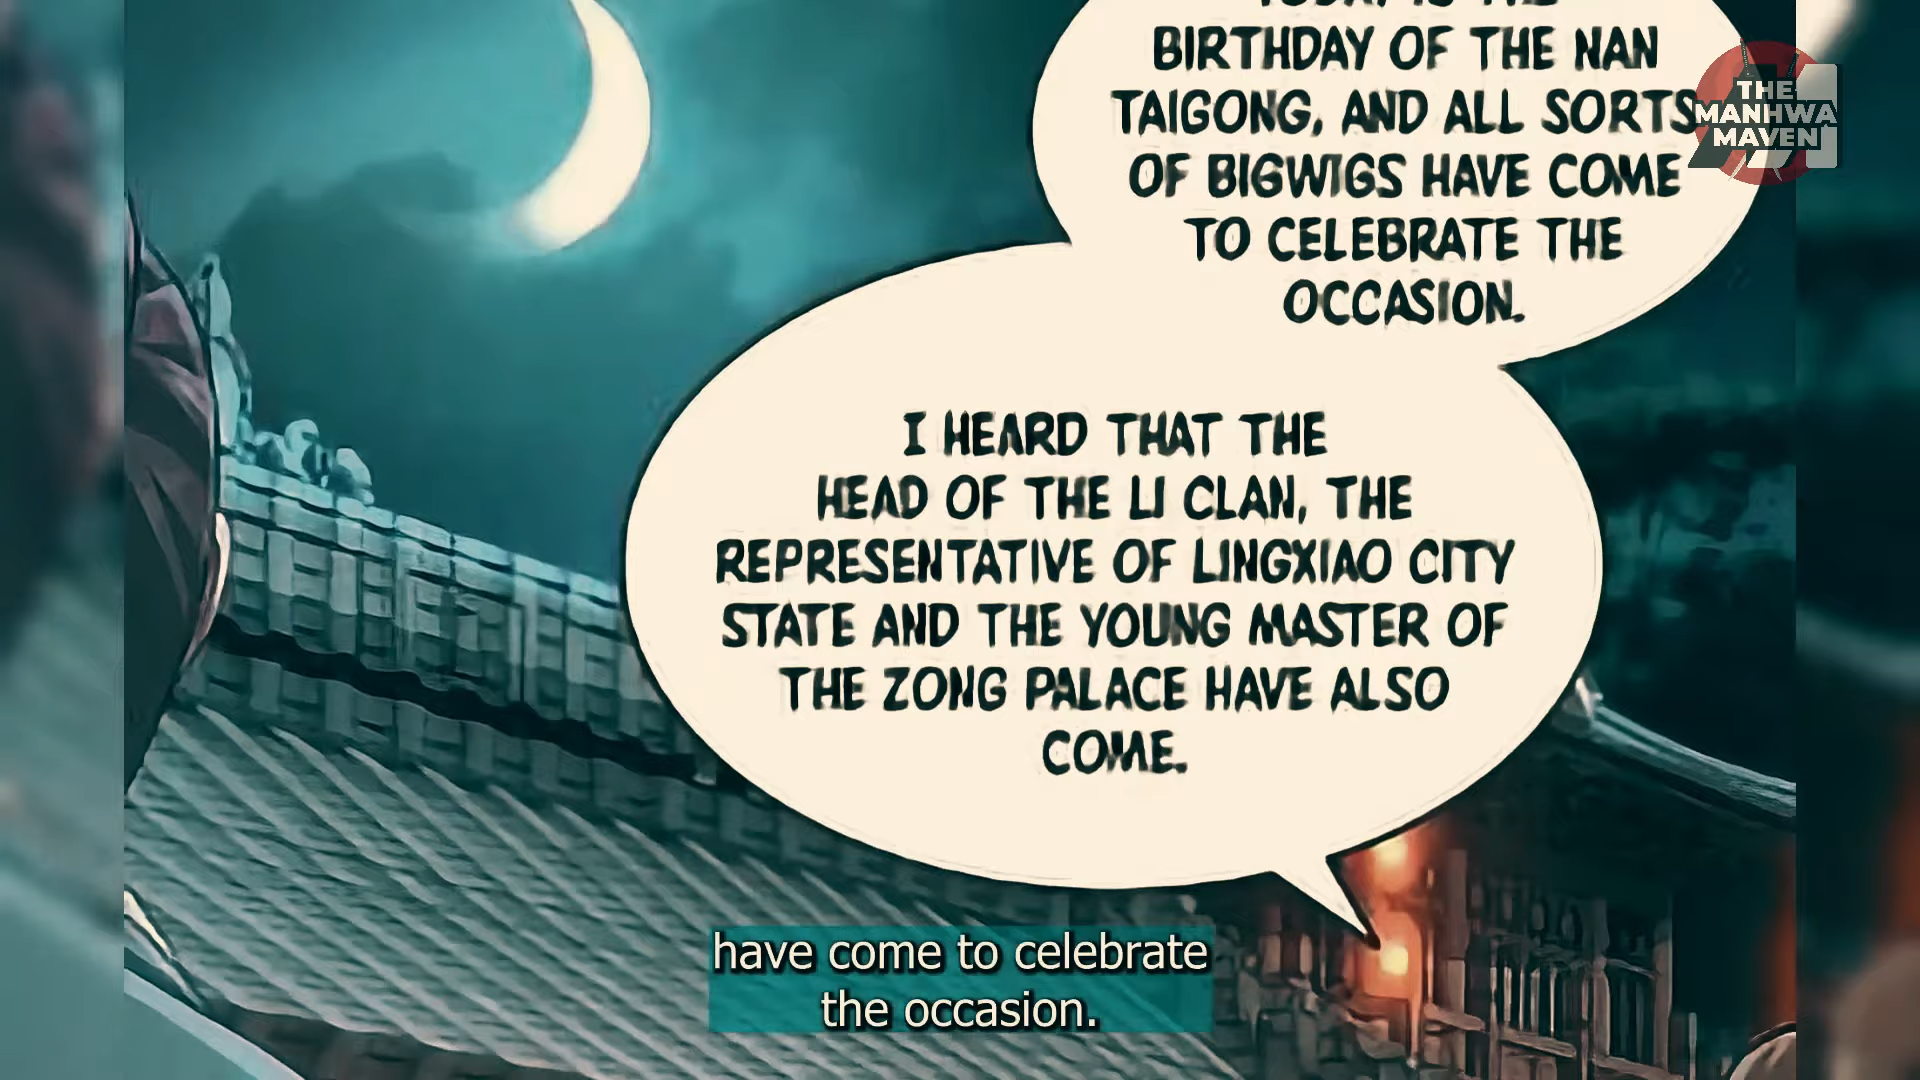 BIRTHDAY OF THE NAN
TAIGONG, AND ALL SORTS
OF BIGWIGS HAVE COME
TO CELEBRATE THE
OCCASION.
I HEARD THAT THE
HEAD OF THE LI CLAN, THE
REPRESENTATIVE OF LINGXIAO CITY
STATE AND THE YOUNG MASTER OF
THE ZONG PALACE HAVE ALSO
COME.
THE
MANHWA
MAVEN
have come to celebrate
the occasion.